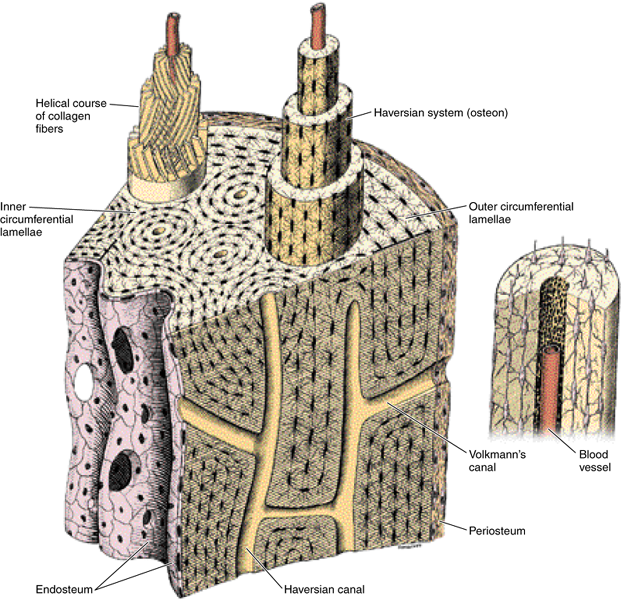 Helical course
of collagen
fibers
Haversian system (osteon)
Inner
circumferential
lamellae
Outer circumferential
lamellae
Volkmann's
canal
Blood
vessel
Periosteum
Endosteum
Haversian canal